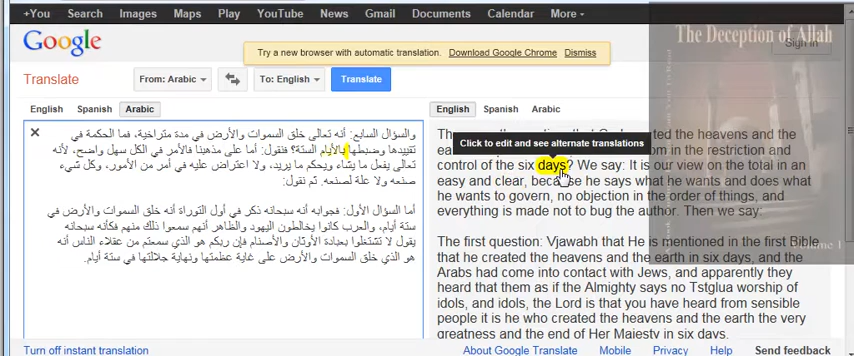 +You Search Images Maps Play YouTube News Gmail Documents Calendar More
The Deception of Allah
Google
Sign in
Try a new browser with automatic translation. Download Google Chrome Dismiss
Translate From: Arabic To: English Translate
English Spanish Arabic
English Spanish Arabic
والسؤال السابع: أنه تعالى خلق السموات والأرض في مدة متراخية، فما الحكمة في
تقييدها وضبطها بالأيام الستة؟ فنقول: أما على مذهبنا فالأمر في الكل سهل واضح، لأنه
تعالى يفعل ما يشاء ويحكم ما يريد، ولا اعتراض عليه في أمر من الأمور، وكل شيء
صنعه ولا علة لصنعه. ثم نقول:
أما السؤال الأول: فجوابه أنه سبحانه ذكر في أول التوراة أنه خلق السموات والأرض في
ستة أيام، والعرب كانوا يخالطون اليهود والظاهر أنهم سمعوا ذلك منهم فكأنه سبحانه
يقول لا تشتغلوا بعبادة الأوثان والأصنام فإن ربكم هو الذي سمعتم من عقلاء الناس أنه
هو الذي خلق السموات والأرض على غاية عظمتها ونهاية جلالتها في ستة أيام.
the heavens and the
Click to edit and see alternate translations
om in the restriction and
control of the six days? We say: It is our view on the total in an
easy and clear, because he says what he wants and does what
he wants to govern, no objection in the order of things, and
everything is made not to bug the author. Then we say:
The first question: Vjawabh that He is mentioned in the first Bible
that he created the heavens and the earth in six days, and the
Arabs had come into contact with Jews, and apparently they
heard that them as if the Almighty says no Tstglua worship of
idols, and idols, the Lord is that you have heard from sensible
people it is he who created the heavens and the earth the very
greatness and the end of Her Majesty in six days.
Turn off instant translation About Google Translate Mobile Privacy Help Send feedback